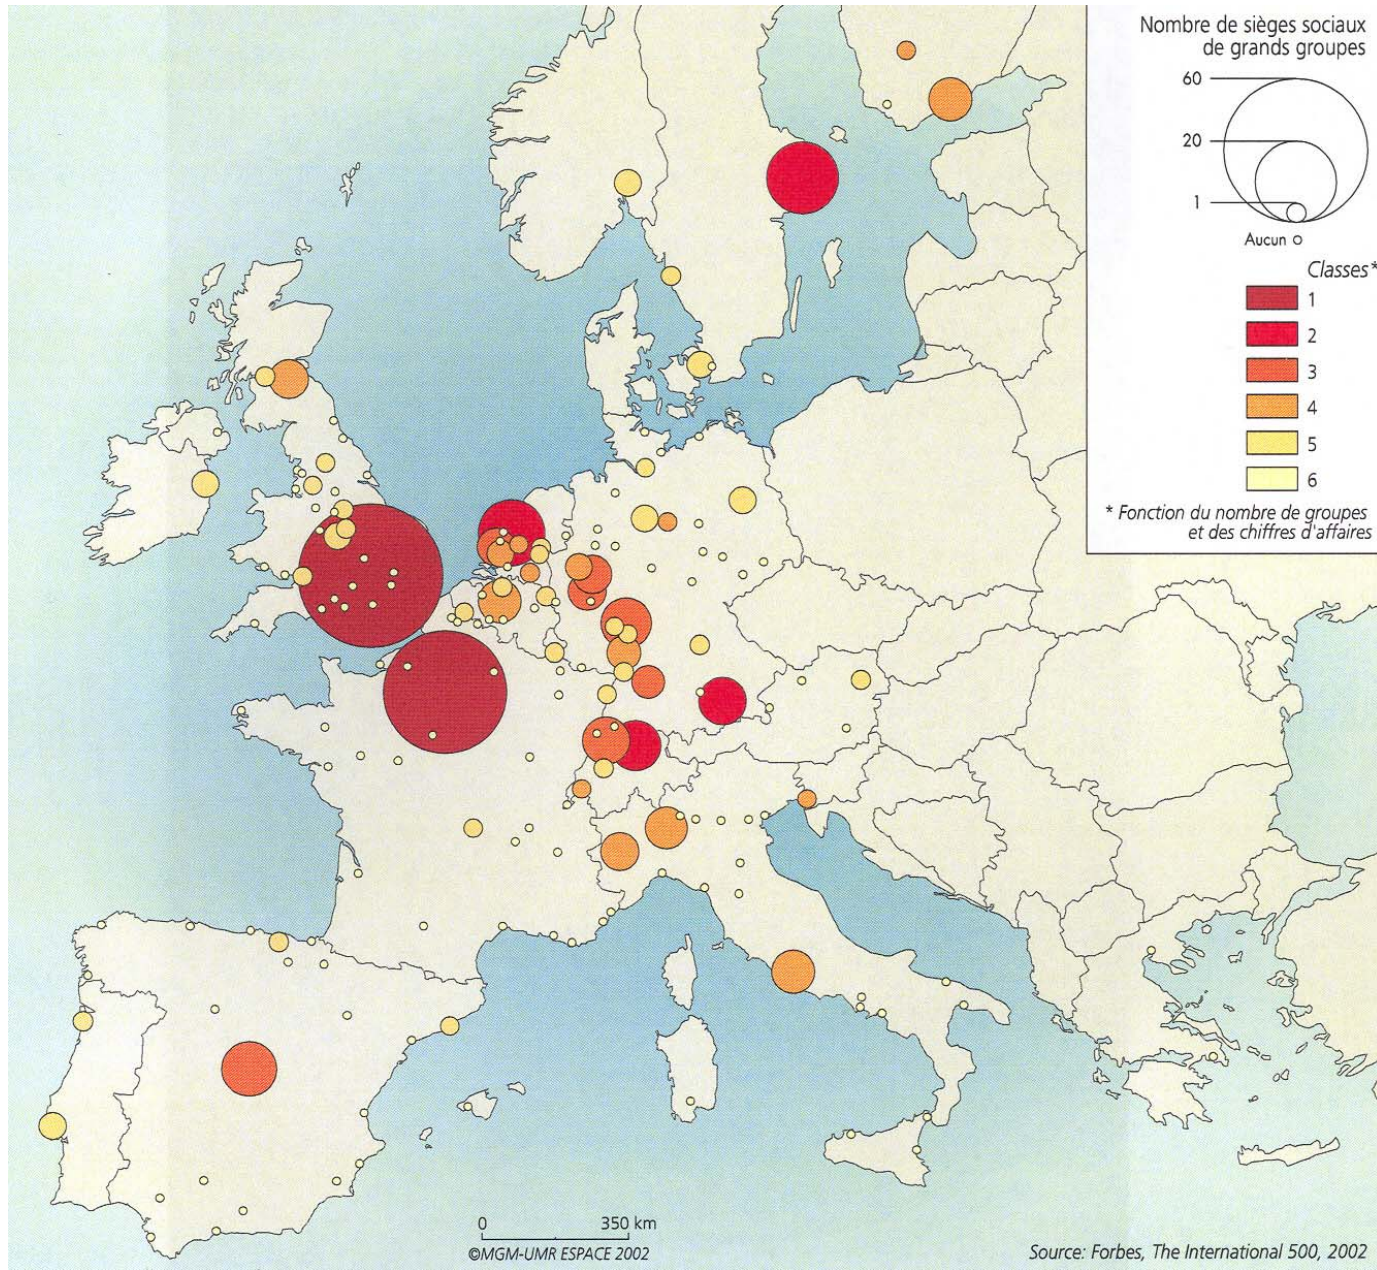 Nombre de sièges sociaux
de grands groupes
60
20
1
Aucun
Classes*
1
2
3
4
5
6
* Fonction du nombre de groupes
et des chiffres d'affaires
0 350 km
©MGM-UMR ESPACE 2002
Source: Forbes, The International 500, 2002